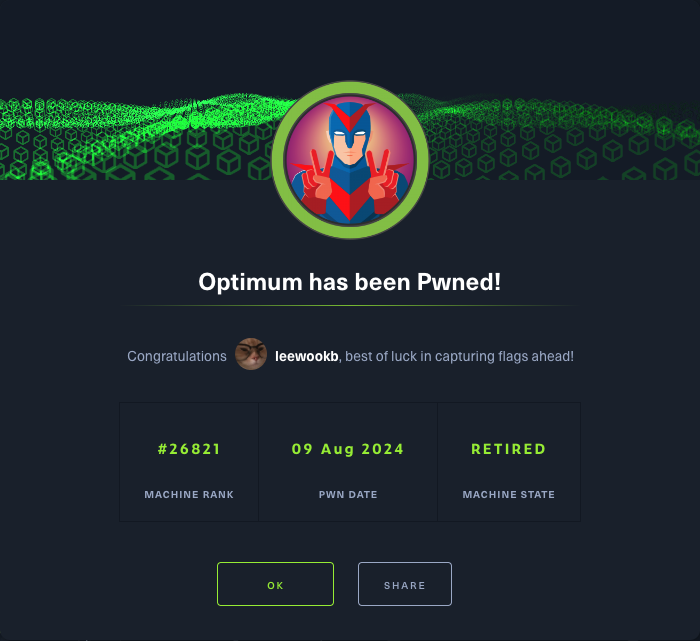 Optimum has been Pwned!
Congratulations leewookb, best of luck in capturing flags ahead!
#26821 09 Aug 2024 RETIRED
MACHINE RANK PWN DATE MACHINE STATE
OK SHARE